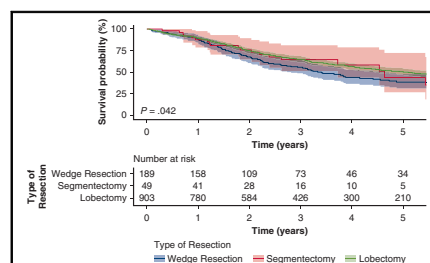 Survival probability (%)
100
75
50
25
0
P = .042
0 1 2 3 4 5
Time (years)
Number at risk
Type of Resection
Wedge Resection 189 158 109 73 46 34
Segmentectomy 49 41 28 16 10 5
Lobectomy 903 780 584 426 300 210
0 1 2 3 4 5
Time (years)
Type of Resection
Wedge Resection Segmentectomy Lobectomy